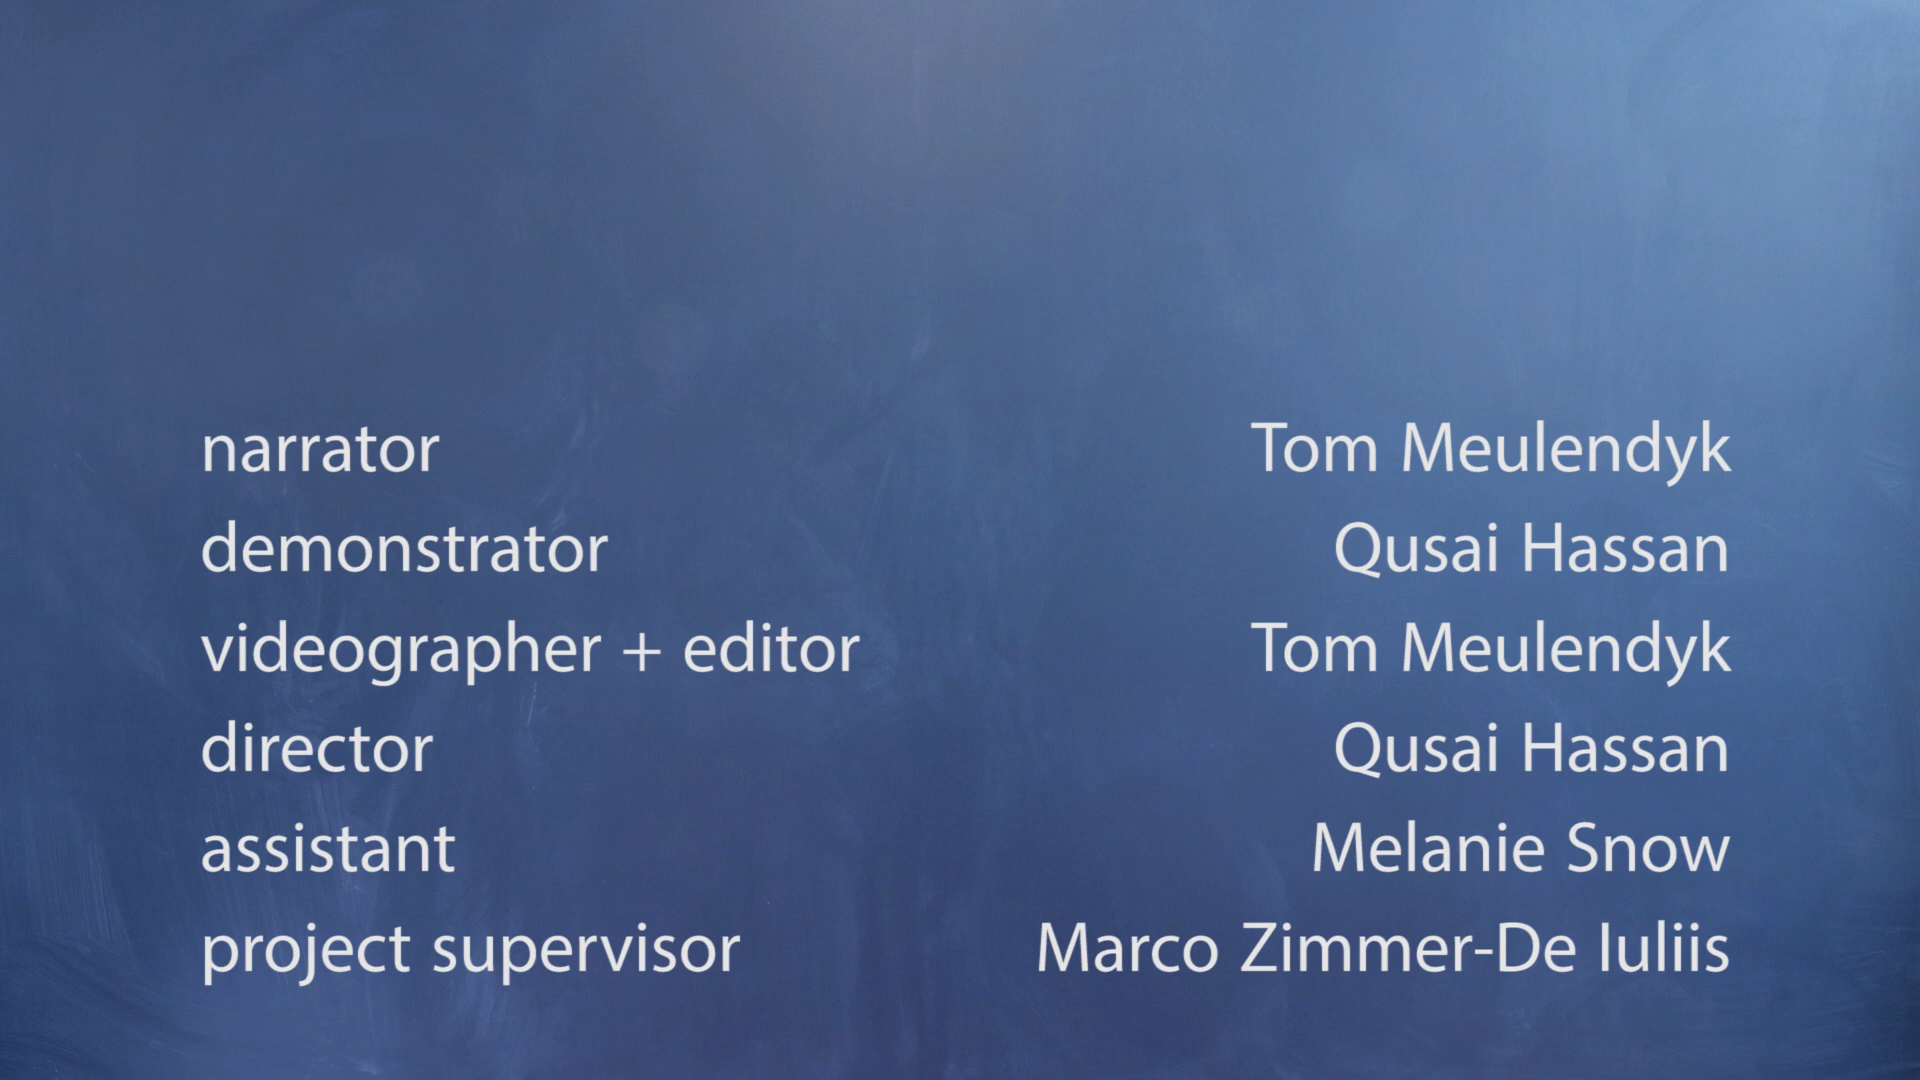 narrator Tom Meulendyk
demonstrator Qusai Hassan
videographer + editor Tom Meulendyk
director Qusai Hassan
assistant Melanie Snow
project supervisor Marco Zimmer-De Iuliis